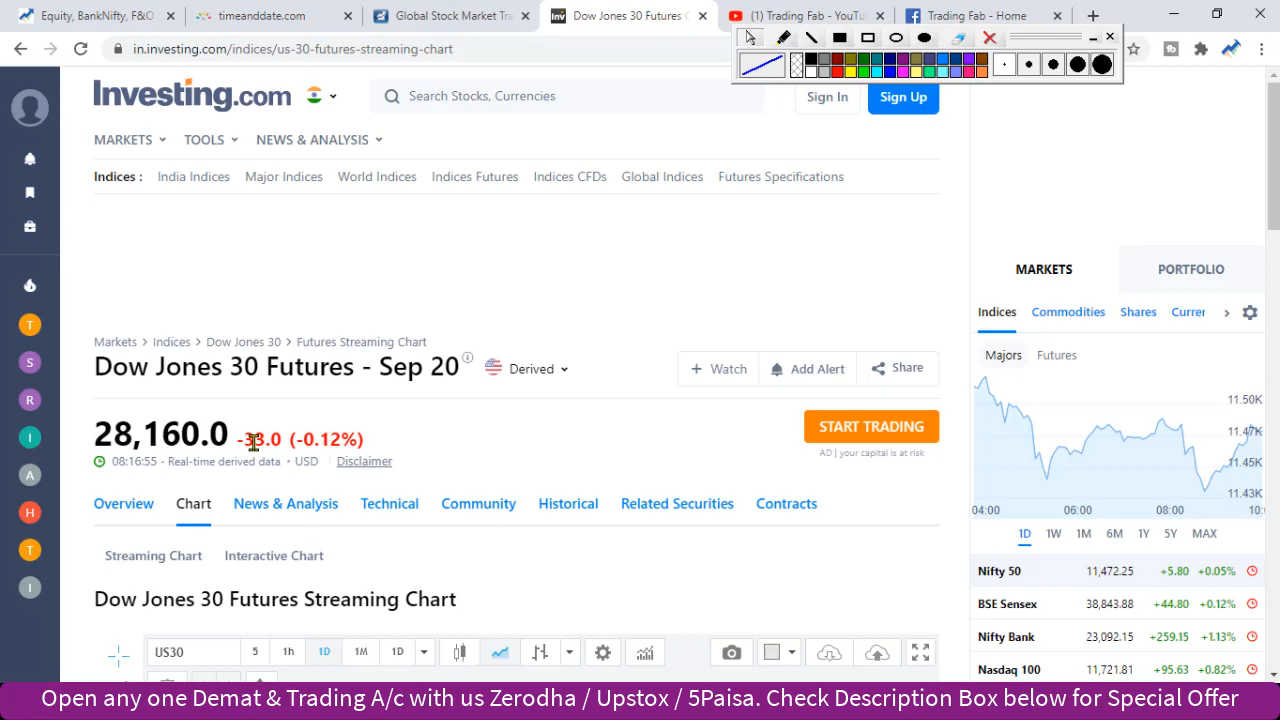 Equity, BankNifty, F&O
timeanddate.com
Global Stock Market Tra
Dow Jones 30 Futures
(1) Trading Fab - YouTu
Trading Fab - Home
in.investing.com/indices/us-30-futures-streaming-chart
Investing.com
Search Stocks, Currencies
Sign In
Sign Up
MARKETS
TOOLS
NEWS & ANALYSIS
Indices :
India Indices
Major Indices
World Indices
Indices Futures
Indices CFDs
Global Indices
Futures Specifications
MARKETS
PORTFOLIO
Indices
Commodities
Shares
Currer
Majors
Futures
Markets
Indices
Dow Jones 30
Futures Streaming Chart
Dow Jones 30 Futures - Sep 20
Derived
+ Watch
Add Alert
Share
28,160.0 -33.0 (-0.12%)
08:16:55 - Real-time derived data • USD
Disclaimer
START TRADING
AD | your capital is at risk
Overview
Chart
News & Analysis
Technical
Community
Historical
Related Securities
Contracts
Streaming Chart
Interactive Chart
Dow Jones 30 Futures Streaming Chart
US30
5
1h
1D
1M
1D
11.50K
11.47K
11.45K
11.43K
04:00
06:00
08:00
10:
1D
1W
1M
6M
1Y
5Y
MAX
Nifty 50 11,472.25 +5.80 +0.05%
BSE Sensex 38,843.88 +44.80 +0.12%
Nifty Bank 23,092.15 +259.15 +1.13%
Nasdaq 100 11,721.81 +95.63 +0.82%
T
S
R
I
A
H
T
I
Open any one Demat & Trading A/c with us Zerodha / Upstox / 5Paisa. Check Description Box below for Special Offer